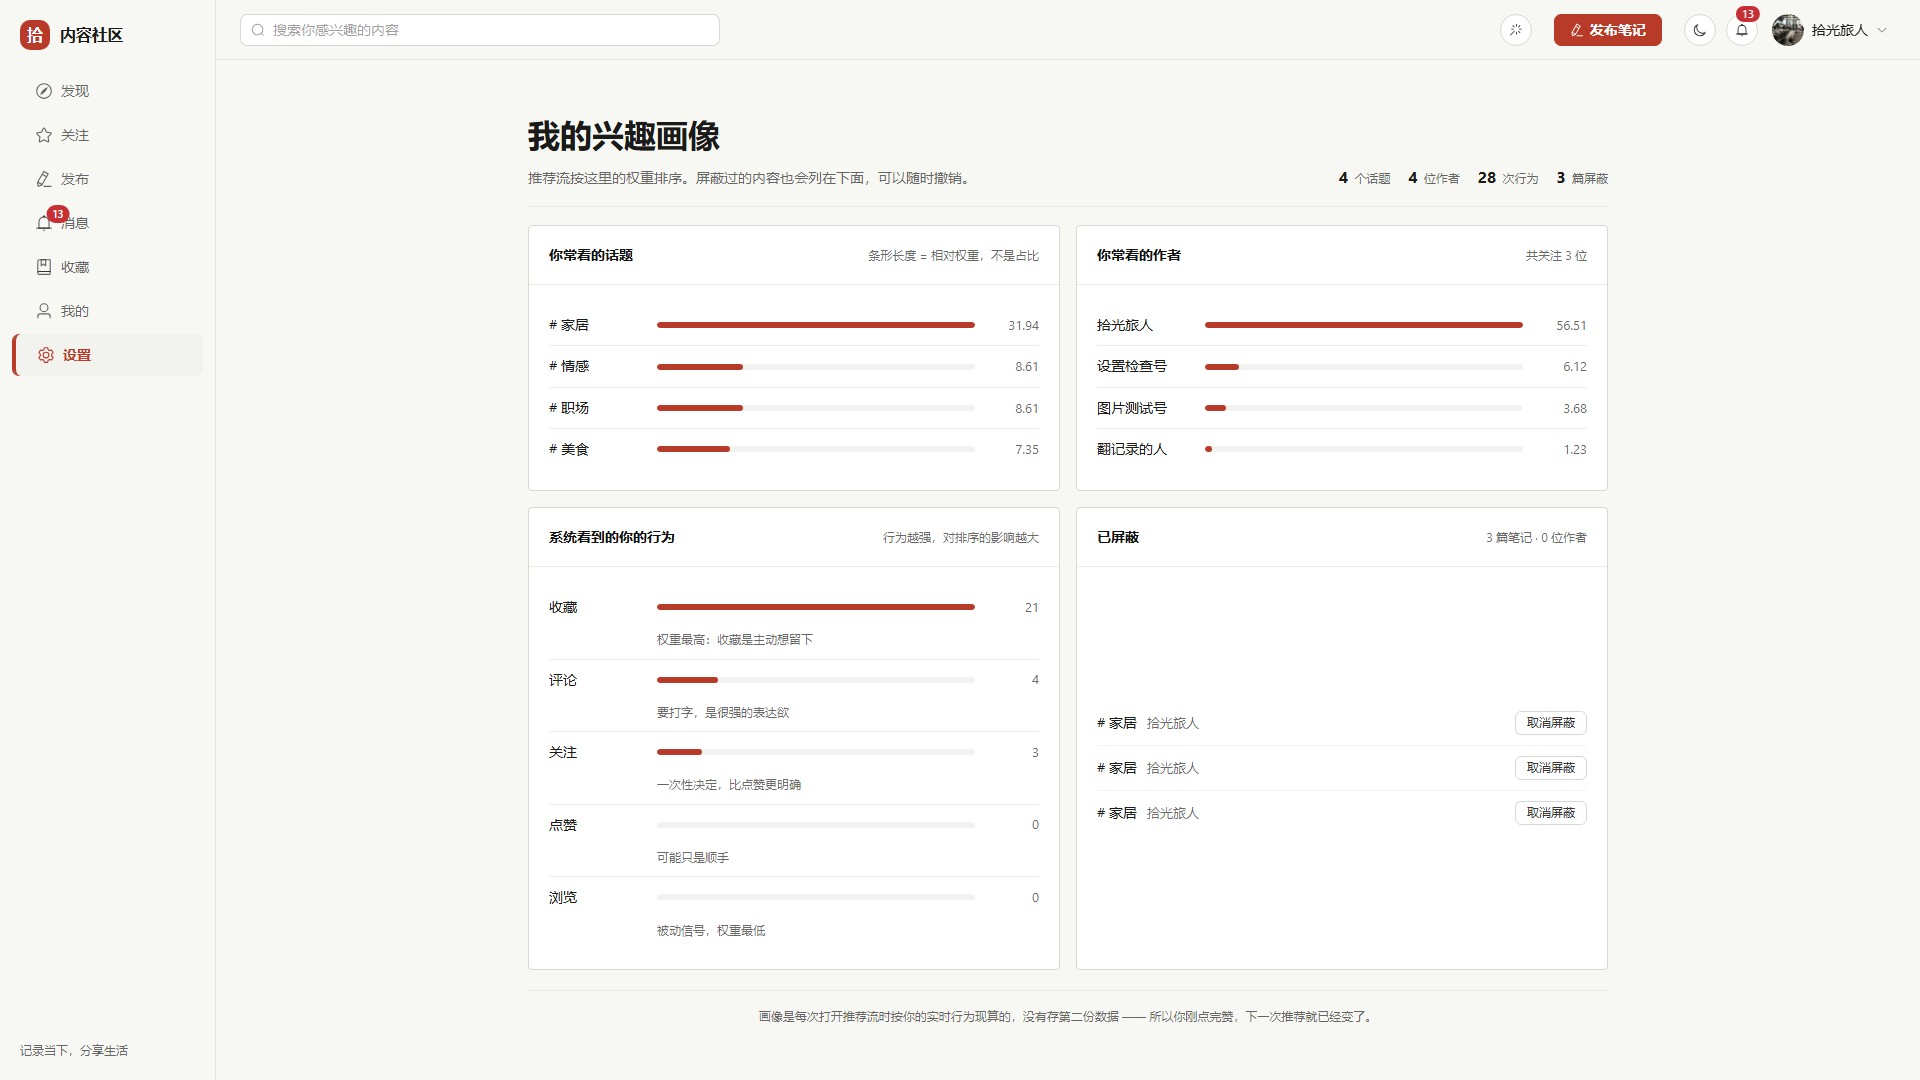 拾 内容社区
搜索你感兴趣的内容
发布笔记
13
拾光旅人
发现
关注
发布
13
消息
收藏
我的
设置
记录当下，分享生活
我的兴趣画像
推荐流按这里的权重排序。屏蔽过的内容也会列在下面，可以随时撤销。
4 个话题 4 位作者 28 次行为 3 篇屏蔽
你常看的话题 条形长度 = 相对权重，不是占比
# 家居 31.94
# 情感 8.61
# 职场 8.61
# 美食 7.35
你常看的作者 共关注 3 位
拾光旅人 56.51
设置检查号 6.12
图片测试号 3.68
翻记录的人 1.23
系统看到的你的行为 行为越强，对排序的影响越大
收藏 21
权重最高：收藏是主动想留下
评论 4
要打字，是很强的表达欲
关注 3
一次性决定，比点赞更明确
点赞 0
可能只是顺手
浏览 0
被动信号，权重最低
已屏蔽 3 篇笔记 · 0 位作者
# 家居 拾光旅人 取消屏蔽
# 家居 拾光旅人 取消屏蔽
# 家居 拾光旅人 取消屏蔽
画像是每次打开推荐流时按你的实时行为现算的，没有存第二份数据 —— 所以你刚点完赞，下一次推荐就已经变了。